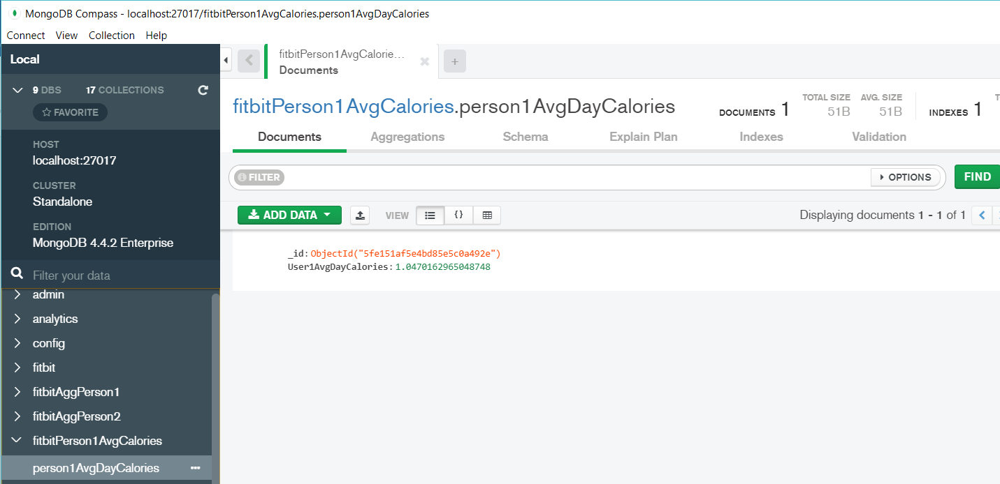 MongoDB Compass - localhost:27017/fitbitPerson1AvgCalories.person1AvgDayCalories
Connect View Collection Help
Local
9 DBS 17 COLLECTIONS
FAVORITE
HOST
localhost:27017
CLUSTER
Standalone
EDITION
MongoDB 4.4.2 Enterprise
Filter your data
admin
analytics
config
fitbit
fitbitAggPerson1
fitbitAggPerson2
fitbitPerson1AvgCalories
person1AvgDayCalories
fitbitPerson1AvgCalorie...
Documents
fitbitPerson1AvgCalories.person1AvgDayCalories
DOCUMENTS 1
TOTAL SIZE
51B
AVG. SIZE
51B
INDEXES 1
Documents Aggregations Schema Explain Plan Indexes Validation
FILTER OPTIONS FIND
ADD DATA VIEW {} Displaying documents 1 - 1 of 1
_id: ObjectId("5fe151af5e4bd85e5c0a492e")
User1AvgDayCalories: 1.0470162965048748